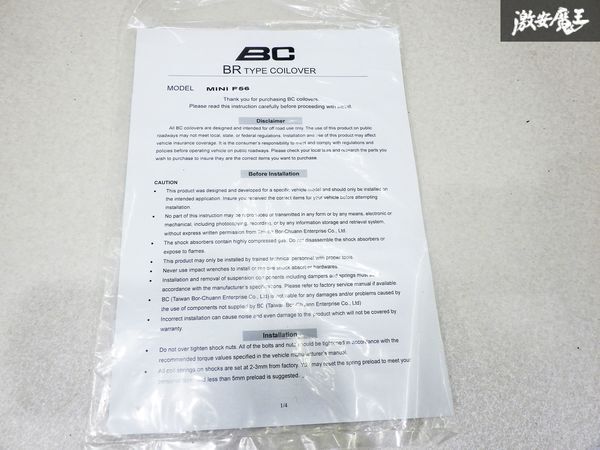 激安魔王
BC
BR TYPE COILOVER
MODEL MINI F56
Thank you for purchasing BC coilovers.
Please read this instruction carefully before proceeding with detail.
Disclaimer
All BC coilovers are designed and intended for off road use only. The use of this product on public
roadways may not meet local, state, or federal regulations. Installation and use of this product may affect
vehicle insurance coverage. It is the consumer's responsibility to meet and comply with regulations and
policies before operating vehicle on public roadways. Please check your local laws and research the parts you
wish to purchase to insure they are the correct items you want to purchase.
Before Installation
CAUTION
• This product was designed and developed for a specific vehicle model and should only be installed on
the intended application. Insure you received the correct items for your vehicle before attempting
installation.
• No part of this instruction may be reproduced or transmitted in any form or by any means, electronic or
mechanical, including photocopying, recording, or by any information storage and retrieval system,
without express written permission from Taiwan Bor-Chuann Enterprise Co., Ltd.
• The shock absorbers contain highly compressed gas. Do not disassemble the shock absorbers or
expose to flames.
• This product may only be installed by trained technical personnel with proper tools.
• Never use impact wrenches to install or remove shock absorber hardwares.
• Installation and removal of suspension components including dampers and springs must
accordance with the manufacturer's specifications. Please refer to factory service manual if available.
• BC (Taiwan Bor-Chuann Enterprise Co., Ltd) is not liable for any damages and/or problems caused by
the use of components not supplied by BC (Taiwan Bor-Chuann Enterprise Co., Ltd)
• Incorrect installation can cause noise and even damage to the product which will not be covered by
warranty.
Installation
• Do not over tighten shock nuts. All of the bolts and nuts should be tightened in accordance with the
recommended torque values specified in the vehicle manufacturer's manual.
• All coil springs on shocks are set at 2-3mm from factory. You may reset the spring preload to meet your
personal and less than 5mm preload is suggested.
1/4